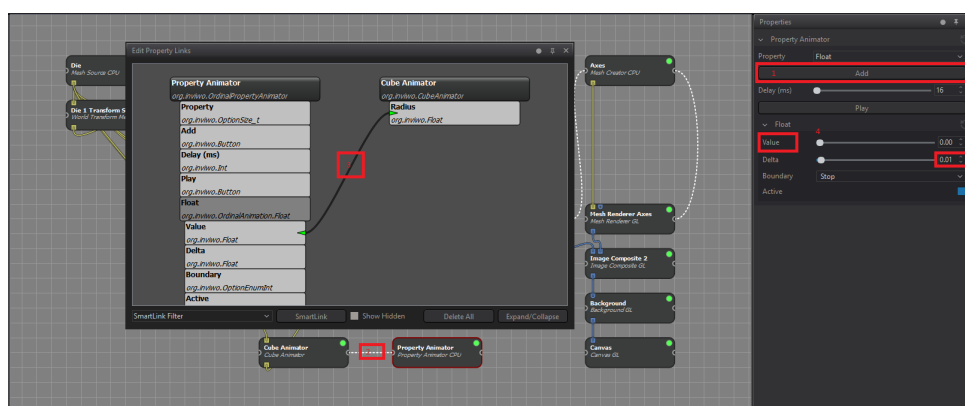 Edit Property Links
Die
Mesh Source CPU
Die 1 Transform S
World Transform M
Property Animator
org.inviwo.OrdinalPropertyAnimator
Property
org.inviwo.OptionSize_t
Add
org.inviwo.Button
Delay (ms)
org.inviwo.Int
Play
org.inviwo.Button
Float
org.inviwo.OrdinalAnimation.Float
Value
org.inviwo.Float
Delta
org.inviwo.Float
Boundary
org.inviwo.OptionEnumInt
Active
Cube Animator
org.inviwo.CubeAnimator
Radius
org.inviwo.Float
SmartLink Filter
SmartLink
Show Hidden
Delete All
Expand/Collapse
Cube Animator
Cube Animator
Property Animator
Property Animator CPU
Axes
Mesh Creator CPU
Mesh Renderer Axes
Mesh Renderer GL
Image Composite 2
Image Composite GL
Background
Background GL
Canvas
Canvas GL
Properties
Property Animator
Property Float
3 Add
Delay (ms) 16
Play
Float
4
Value 0.00
Delta 0.01
Boundary Stop
Active